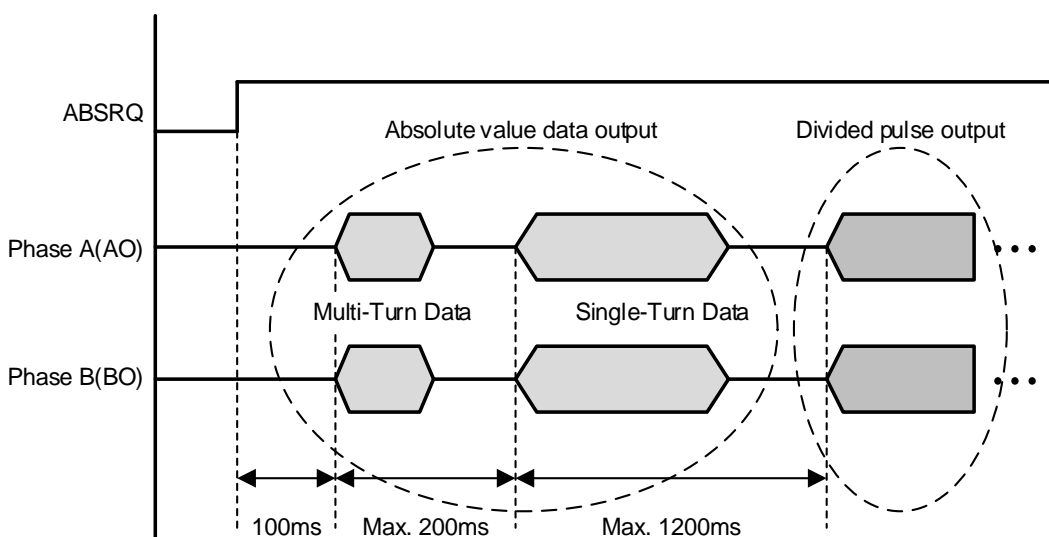 ABSRQ
Absolute value data output
Divided pulse output
Phase A(AO)
Multi-Turn Data
Single-Turn Data
Phase B(BO)
100ms
Max. 200ms
Max. 1200ms